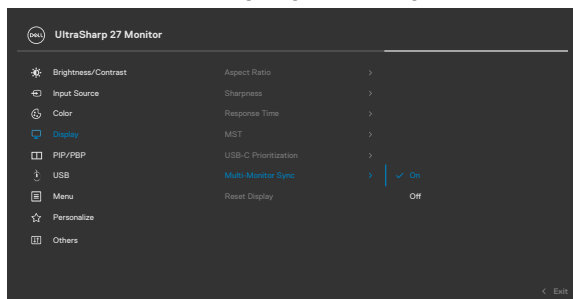 DELL UltraSharp 27 Monitor
Brightness/Contrast Aspect Ratio >
Input Source Sharpness >
Color Response Time >
Display MST >
PIP/PBP USB-C Prioritization >
USB Multi-Monitor Sync > ✓ On
Menu Reset Display Off
Personalize
Others
< Exit